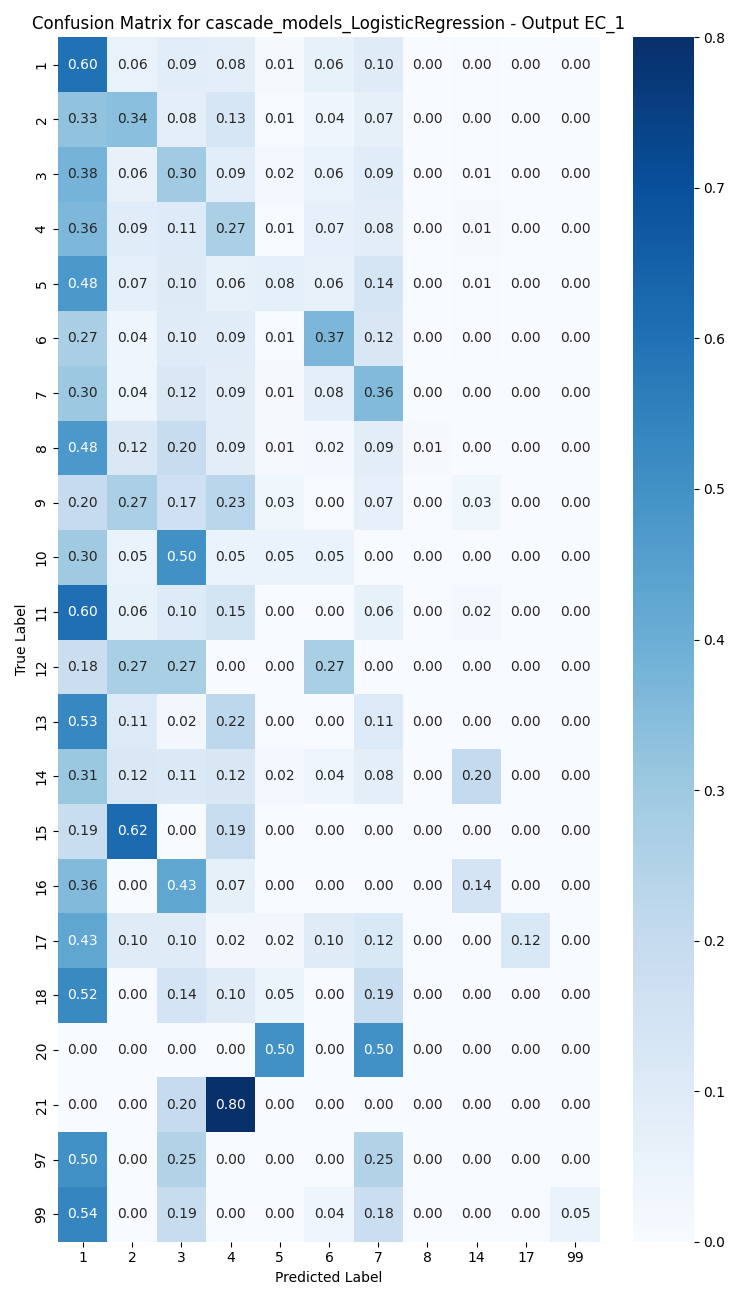 Confusion Matrix for cascade_models_LogisticRegression - Output EC_1
True Label
1 0.60 0.06 0.09 0.08 0.01 0.06 0.10 0.00 0.00 0.00 0.00
2 0.33 0.34 0.08 0.13 0.01 0.04 0.07 0.00 0.00 0.00 0.00
3 0.38 0.06 0.30 0.09 0.02 0.06 0.09 0.00 0.01 0.00 0.00
4 0.36 0.09 0.11 0.27 0.01 0.07 0.08 0.00 0.01 0.00 0.00
5 0.48 0.07 0.10 0.06 0.08 0.06 0.14 0.00 0.01 0.00 0.00
6 0.27 0.04 0.10 0.09 0.01 0.37 0.12 0.00 0.00 0.00 0.00
7 0.30 0.04 0.12 0.09 0.01 0.08 0.36 0.00 0.00 0.00 0.00
8 0.48 0.12 0.20 0.09 0.01 0.02 0.09 0.01 0.00 0.00 0.00
9 0.20 0.27 0.17 0.23 0.03 0.00 0.07 0.00 0.03 0.00 0.00
10 0.30 0.05 0.50 0.05 0.05 0.05 0.00 0.00 0.00 0.00 0.00
11 0.60 0.06 0.10 0.15 0.00 0.00 0.06 0.00 0.02 0.00 0.00
12 0.18 0.27 0.27 0.00 0.00 0.27 0.00 0.00 0.00 0.00 0.00
13 0.53 0.11 0.02 0.22 0.00 0.00 0.11 0.00 0.00 0.00 0.00
14 0.31 0.12 0.11 0.12 0.02 0.04 0.08 0.00 0.20 0.00 0.00
15 0.19 0.62 0.00 0.19 0.00 0.00 0.00 0.00 0.00 0.00 0.00
16 0.36 0.00 0.43 0.07 0.00 0.00 0.00 0.00 0.14 0.00 0.00
17 0.43 0.10 0.10 0.02 0.02 0.10 0.12 0.00 0.00 0.12 0.00
18 0.52 0.00 0.14 0.10 0.05 0.00 0.19 0.00 0.00 0.00 0.00
20 0.00 0.00 0.00 0.00 0.50 0.00 0.50 0.00 0.00 0.00 0.00
21 0.00 0.00 0.20 0.80 0.00 0.00 0.00 0.00 0.00 0.00 0.00
97 0.50 0.00 0.25 0.00 0.00 0.00 0.25 0.00 0.00 0.00 0.00
99 0.54 0.00 0.19 0.00 0.00 0.04 0.18 0.00 0.00 0.00 0.05
1 2 3 4 5 6 7 8 14 17 99
Predicted Label
0.8
0.7
0.6
0.5
0.4
0.3
0.2
0.1
0.0